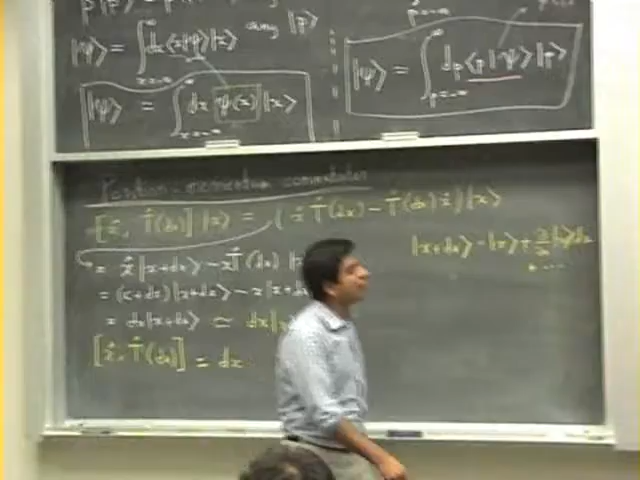 |ψ⟩ = ∫ dx ⟨x|ψ⟩ |x⟩
x=-∞
using |p⟩
|ψ⟩ = ∫ dx ψ(x) |x⟩
x=-∞
|ψ⟩ = ∫ dp ⟨p|ψ⟩ |p⟩
p=-∞
Position-momentum commutator
[x̂, T̂(dx)] |x⟩ = (x̂ T̂(dx) - T̂(dx) x̂) |x⟩
= x̂ |x+dx⟩ - x T̂(dx) |x
= (x+dx) |x+dx⟩ - x |x+dx
= dx |x+dx⟩ ≃ dx |x
[x̂, T̂(dx)] = dx
|x+dx⟩ - |x⟩ +
+ ...